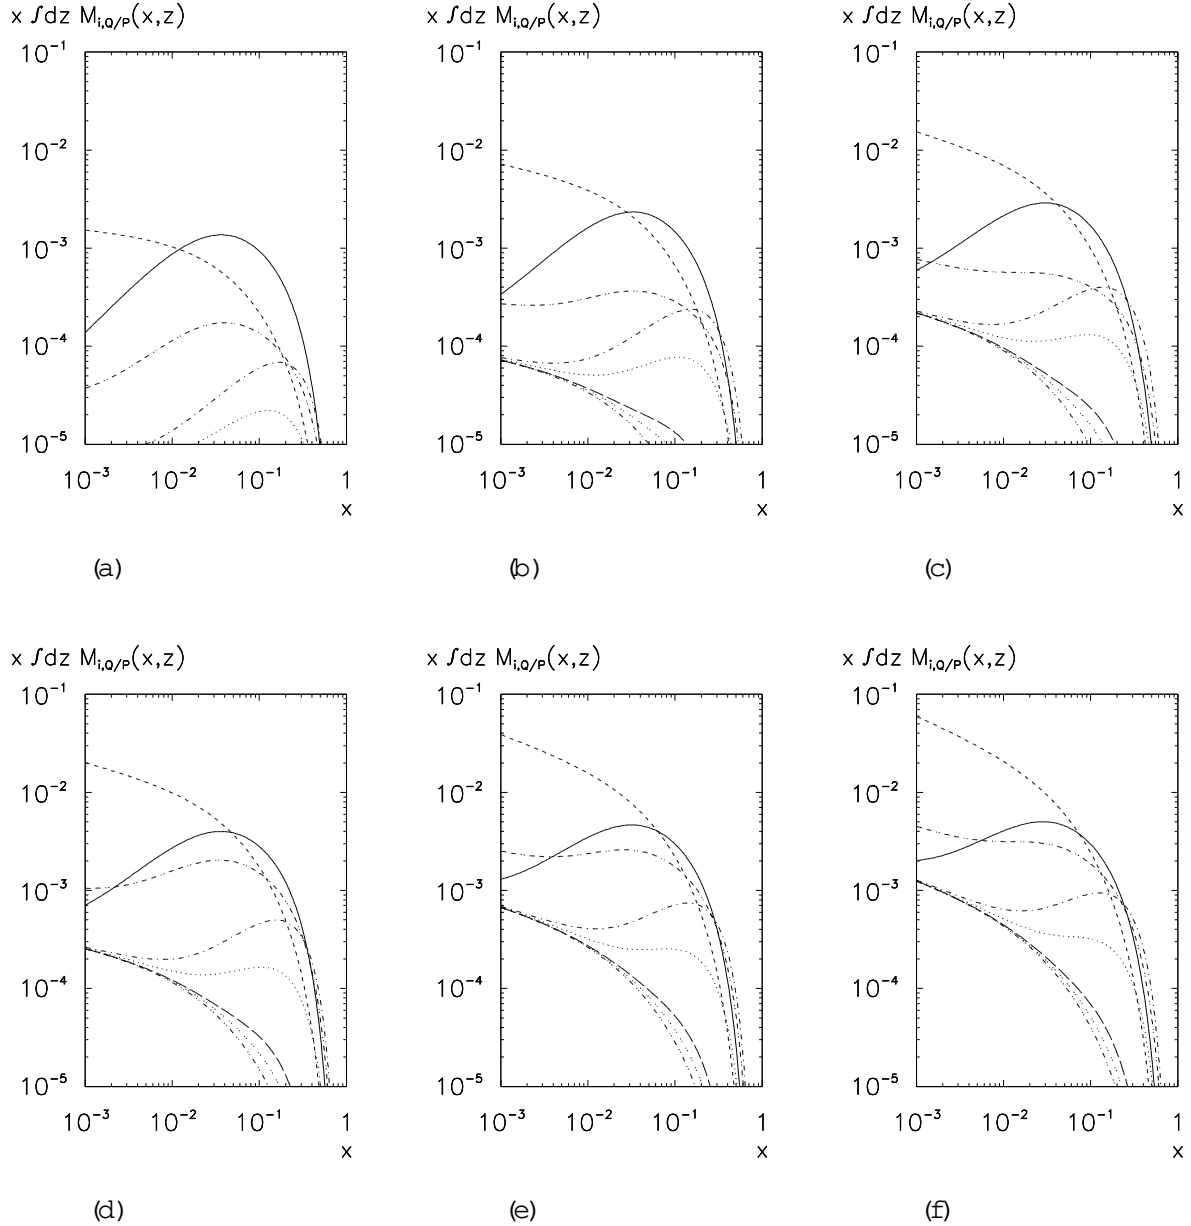 x ∫dz M_{i,Q/P}(x,z) x ∫dz M_{i,Q/P}(x,z) x ∫dz M_{i,Q/P}(x,z)
10^{-1} 10^{-1} 10^{-1}
10^{-2} 10^{-2} 10^{-2}
10^{-3} 10^{-3} 10^{-3}
10^{-4} 10^{-4} 10^{-4}
10^{-5} 10^{-5} 10^{-5}
10^{-3} 10^{-2} 10^{-1} 1 10^{-3} 10^{-2} 10^{-1} 1 10^{-3} 10^{-2} 10^{-1} 1
x x x
(a) (b) (c)
x ∫dz M_{i,Q/P}(x,z) x ∫dz M_{i,Q/P}(x,z) x ∫dz M_{i,Q/P}(x,z)
10^{-1} 10^{-1} 10^{-1}
10^{-2} 10^{-2} 10^{-2}
10^{-3} 10^{-3} 10^{-3}
10^{-4} 10^{-4} 10^{-4}
10^{-5} 10^{-5} 10^{-5}
10^{-3} 10^{-2} 10^{-1} 1 10^{-3} 10^{-2} 10^{-1} 1 10^{-3} 10^{-2} 10^{-1} 1
x x x
(d) (e) (f)